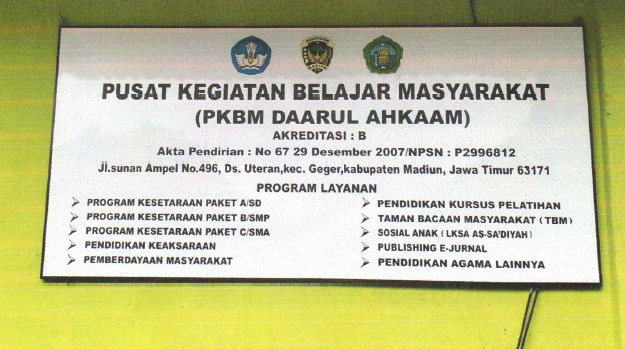 PUSAT KEGIATAN BELAJAR MASYARAKAT
(PKBM DAARUL AHKAAM)
AKREDITASI : B
Akta Pendirian : No 67 29 Desember 2007/NPSN : P2996812
Jl.sunan Ampel No.496, Ds. Uteran,kec. Geger,kabupaten Madiun, Jawa Timur 63171
PROGRAM LAYANAN
➢ PROGRAM KESETARAAN PAKET A/SD
➢ PROGRAM KESETARAAN PAKET B/SMP
➢ PROGRAM KESETARAAN PAKET C/SMA
➢ PENDIDIKAN KEAKSARAAN
➢ PEMBERDAYAAN MASYARAKAT
➢ PENDIDIKAN KURSUS PELATIHAN
➢ TAMAN BACAAN MASYARAKAT (TBM)
➢ SOSIAL ANAK (LKSA AS-SA'DIYAH)
➢ PUBLISHING E-JURNAL
➢ PENDIDIKAN AGAMA LAINNYA